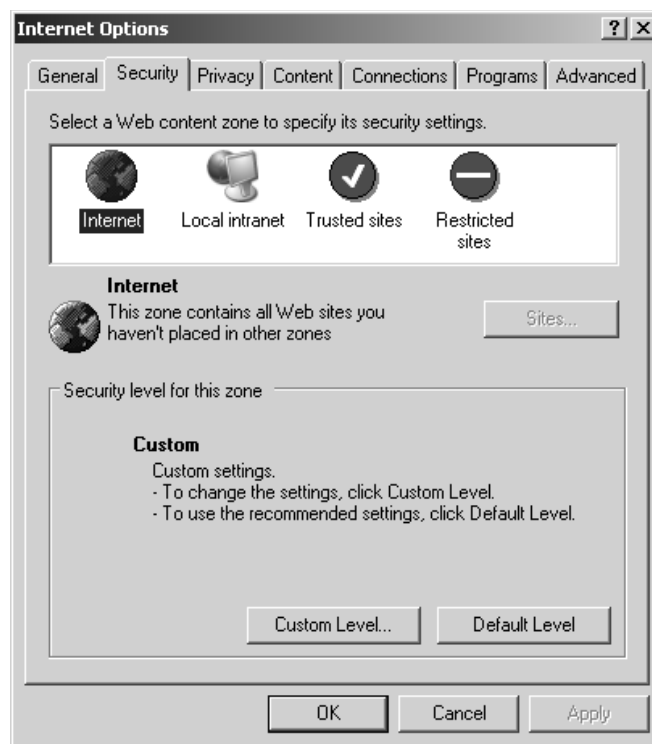 Internet Options
? X
General Security Privacy Content Connections Programs Advanced
Select a Web content zone to specify its security settings.
Internet Local intranet Trusted sites Restricted
sites
Internet
This zone contains all Web sites you
haven't placed in other zones
Sites...
Security level for this zone
Custom
Custom settings.
- To change the settings, click Custom Level.
- To use the recommended settings, click Default Level.
Custom Level... Default Level
OK Cancel Apply